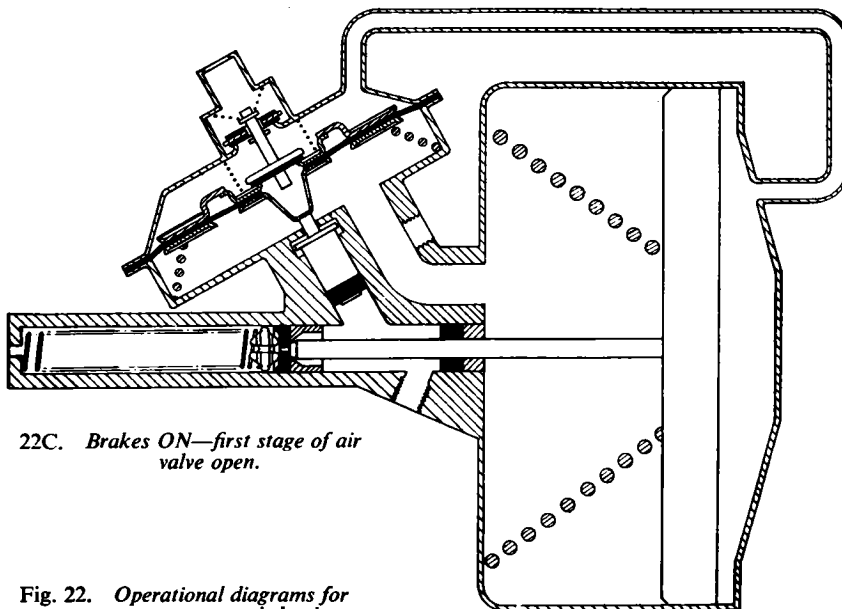 22C. Brakes ON—first stage of air
valve open.
Fig. 22. Operational diagrams for